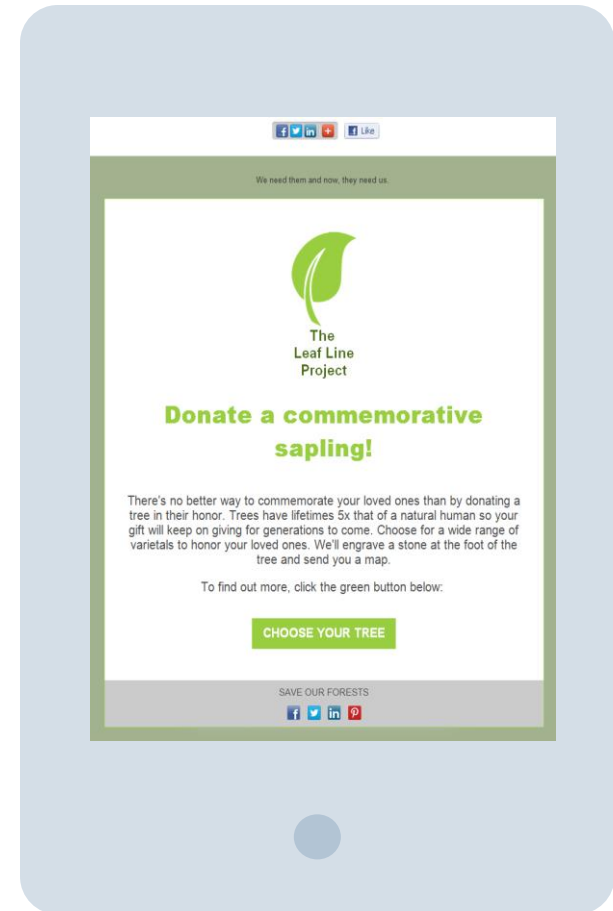 Like
We need them and now, they need us.
The
Leaf Line
Project
Donate a commemorative
sapling!
There's no better way to commemorate your loved ones than by donating a
tree in their honor. Trees have lifetimes 5x that of a natural human so your
gift will keep on giving for generations to come. Choose for a wide range of
varietals to honor your loved ones. We'll engrave a stone at the foot of the
tree and send you a map.
To find out more, click the green button below:
CHOOSE YOUR TREE
SAVE OUR FORESTS